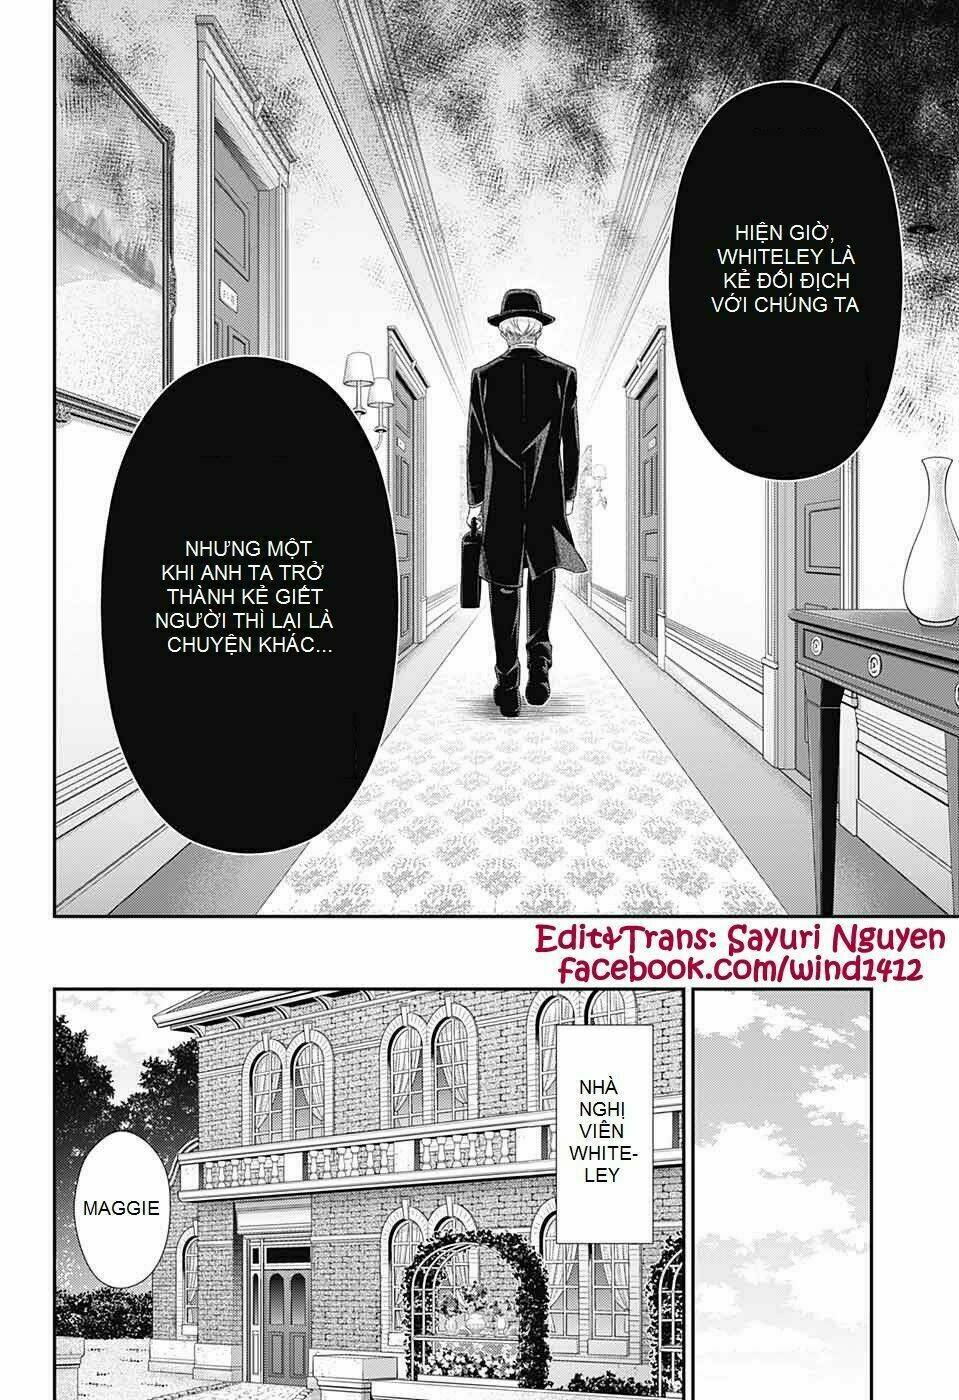 HIỆN GIỜ,
WHITELEY LÀ
KẺ ĐỐI ĐỊCH
VỚI CHÚNG TA
NHƯNG MỘT
KHI ANH TA TRỞ
THÀNH KẺ GIẾT
NGƯỜI THÌ LẠI LÀ
CHUYỆN KHÁC...
Edit&Trans: Sayuri Nguyen
facebook.com/wind1412
NHÀ
NGHỊ
VIÊN
WHITE-
LEY
MAGGIE